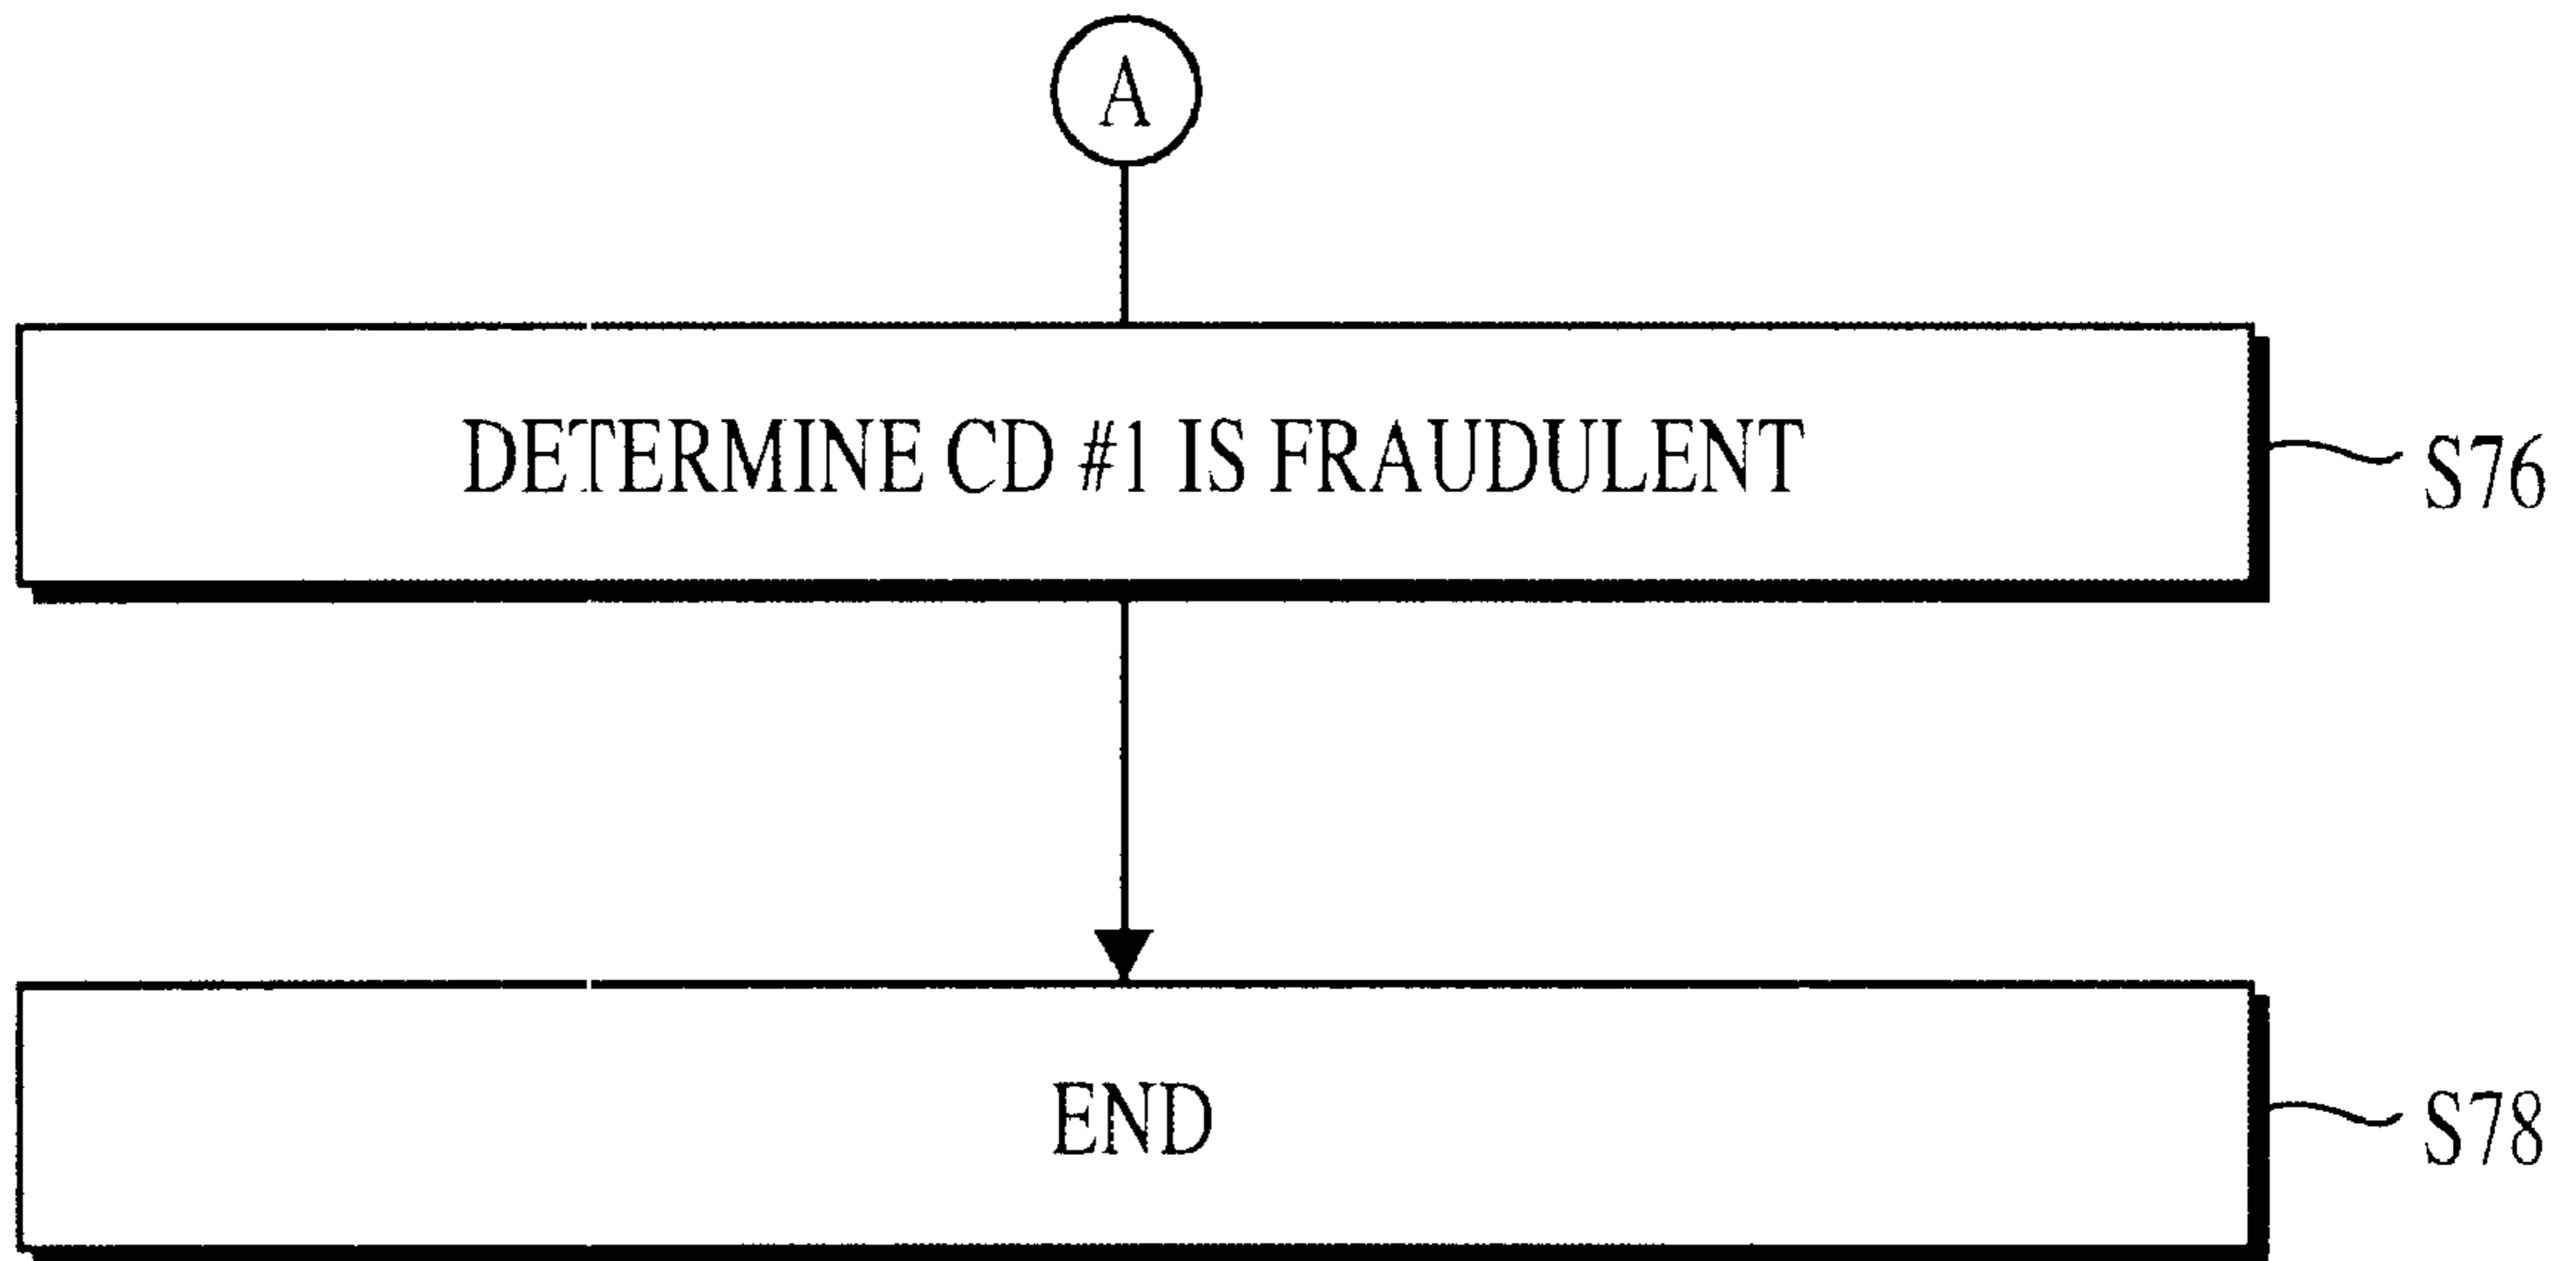 A
DETERMINE CD #1 IS FRAUDULENT
S76
END
S78